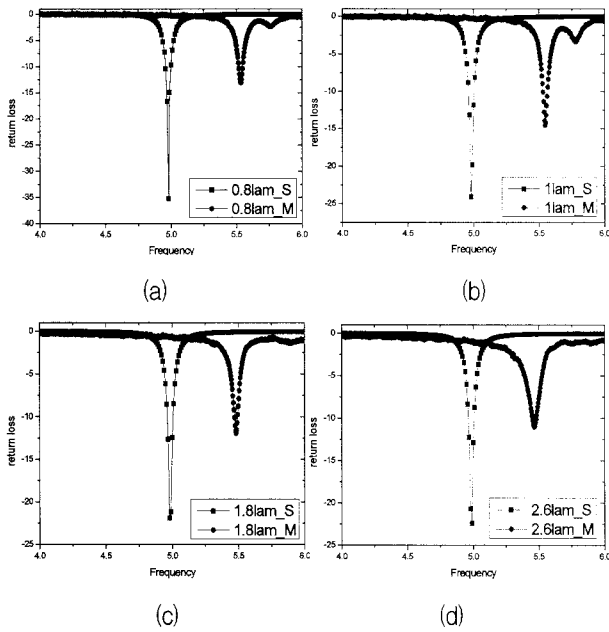 0
-5
-10
-15
-20
-25
-30
-35
-40
return loss
0.8lam_S
0.8lam_M
4.0 4.5 5.0 5.5 6.0
Frequency
(a)
0
-5
-10
-15
-20
-25
return loss
1lam_S
1lam_M
4.0 4.5 5.0 5.5 6.0
Frequency
(b)
0
-5
-10
-15
-20
-25
return loss
1.8lam_S
1.8lam_M
4.0 4.5 5.0 5.5 6.0
Frequency
(c)
0
-5
-10
-15
-20
-25
return loss
2.6lam_S
2.6lam_M
4.0 4.5 5.0 5.5 6.0
Frequency
(d)